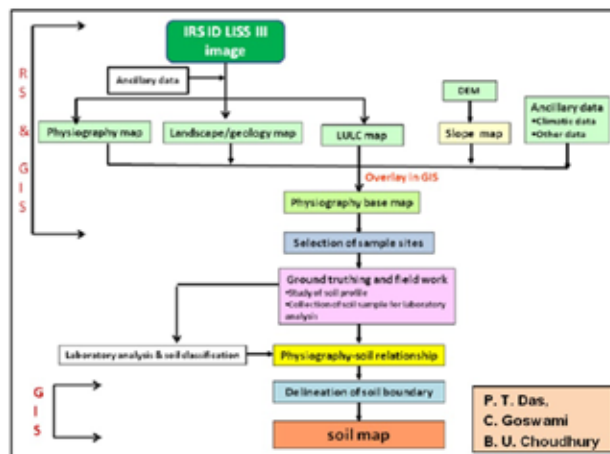 IRS ID LISS III
image
Ancillary data
DEM
Ancillary data
•Climatic data
•Other data
Physiography map
Landscape/geology map
LULC map
Slope map
Overlay in GIS
Physiography base map
Selection of sample sites
Ground truthing and field work
•Study of soil profile
•Collection of soil sample for laboratory
analysis
Laboratory analysis & soil classification
Physiography-soil relationship
Delineation of soil boundary
soil map
RS & GIS
GIS
P. T. Das,
C. Goswami
B. U. Choudhury